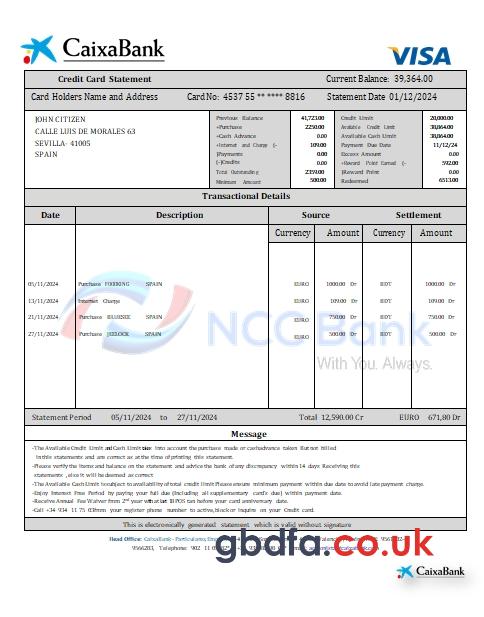 CaixaBank
VISA
Credit Card Statement Current Balance: 39,364.00
Card Holders Name and Address Card No: 4537 55 ** **** 8816 Statement Date 01/12/2024
JOHN CITIZEN
CALLE LUIS DE MORALES 63
SEVILLA- 41005
SPAIN
Previous Balance 41,723.00
+Purchase 2250.00
+Cash Advance 0.00
+Interest and Charge (- 109.00
)Payments 0.00
(-)Credits 0.00
Total Outstanding 2359.00
Minimum Amount 500.00
Credit Limit 20,000.00
Available Credit Limit 38,864.00
Available Cash Limit 38,864.00
Payment Due Date 11/12/24
Excess Amount 0.00
+Reward Point Earned (- 592.00
)Reward Point 0.00
Redeemed 6513.00
Transactional Details
Date Description Source Settlement
Currency Amount Currency Amount
05/11/2024 Purchase FOODKING SPAIN EURO 1000.00 Dr BDT 1000.00 Dr
13/11/2024 Interest Charge EURO 109.00 Dr BDT 109.00 Dr
21/11/2024 Purchase SPAIN EURO 750.00 Dr BDT 750.00 Dr
27/11/2024 Purchase SPAIN EURO 500.00 Dr BDT 500.00 Dr
NCC Bank
With You. Always.
Statement Period 05/11/2024 to 27/11/2024 Total 12,590.00 Cr EURO 671,80 Dr
Message
-The Available Credit Limit and Cash Limit takes into account the purchase made or cash advance taken But not billed
in this statements and are correct as at the time of printing this statement.
-Please verify the items and balance on the statement and advice the bank of any discrepancy within 14 days Receiving this
statements , else it will be deemed as correct
-The Available Cash Limit is subject to availability of total credit limit Please ensure minimum payment within due date to avoid late payment charge.
-Enjoy Interest Free Period by paying your full due (Including all supplementary card's due) within payment date.
-Receive Annual Fee Waiver from 2nd year with at last 18 POS transaction before your card anniversary date.
-Call +34 934 11 75 03 from your register phone number to active, block or inquire on your Credit card.
This is electronically generated statement which is valid without signature
Head Office: CaixaBank - Particulares,
9566283, Telephone: 902 11
gbdfa.co.uk
CaixaBank